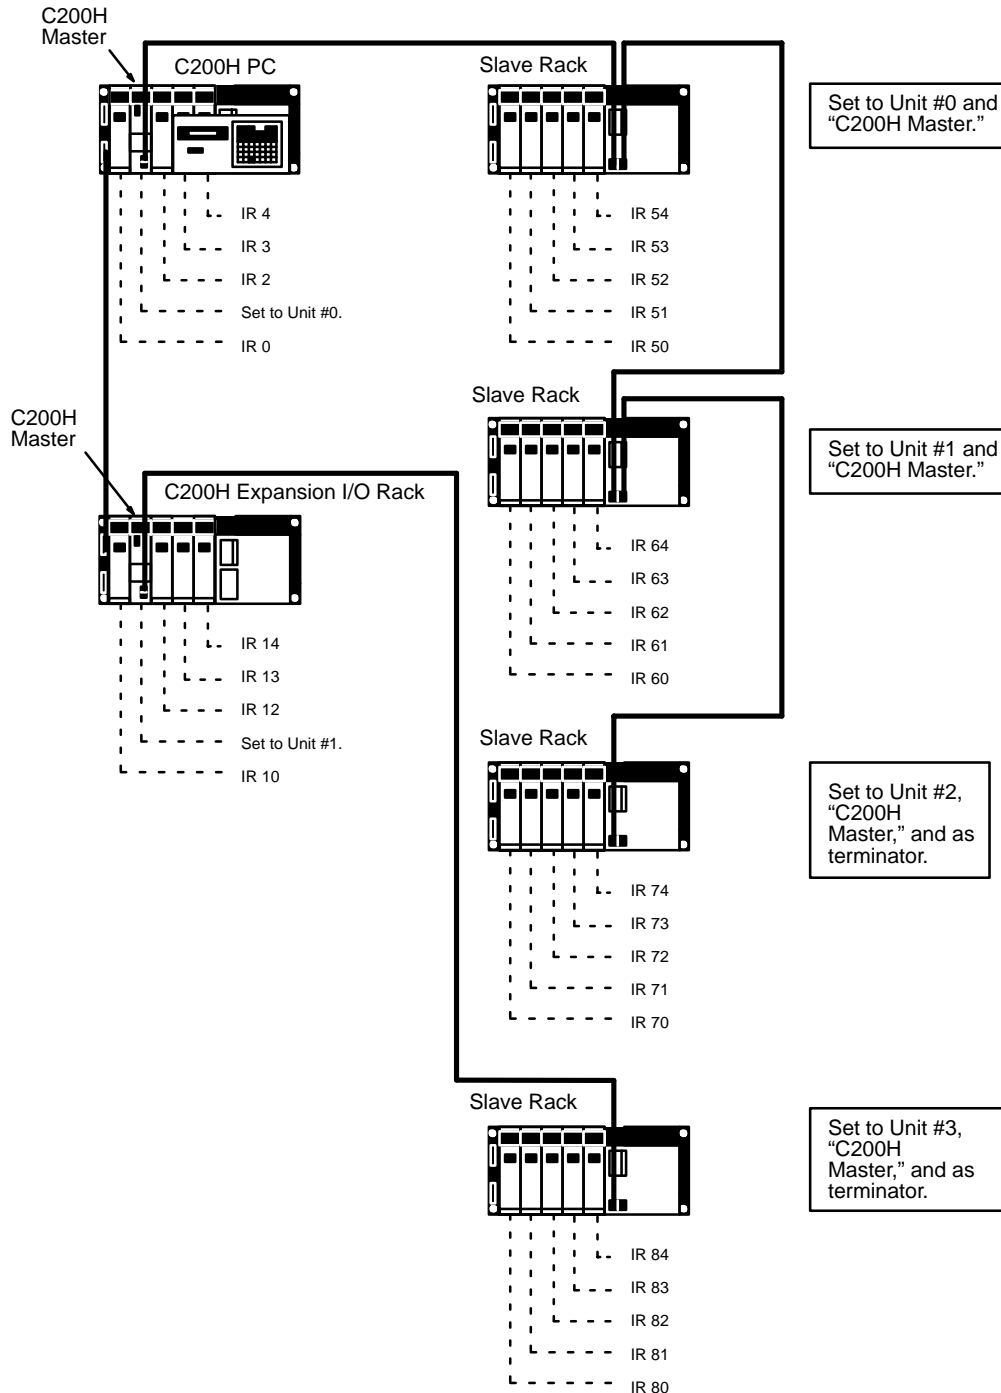 C200H
Master
C200H PC
IR 4
IR 3
IR 2
Set to Unit #0.
IR 0
Slave Rack
IR 54
IR 53
IR 52
IR 51
IR 50
Set to Unit #0 and
“C200H Master.”
C200H
Master
C200H Expansion I/O Rack
IR 14
IR 13
IR 12
Set to Unit #1.
IR 10
Slave Rack
IR 64
IR 63
IR 62
IR 61
IR 60
Set to Unit #1 and
“C200H Master.”
Slave Rack
IR 74
IR 73
IR 72
IR 71
IR 70
Set to Unit #2,
“C200H
Master,” and as
terminator.
Slave Rack
IR 84
IR 83
IR 82
IR 81
IR 80
Set to Unit #3,
“C200H
Master,” and as
terminator.